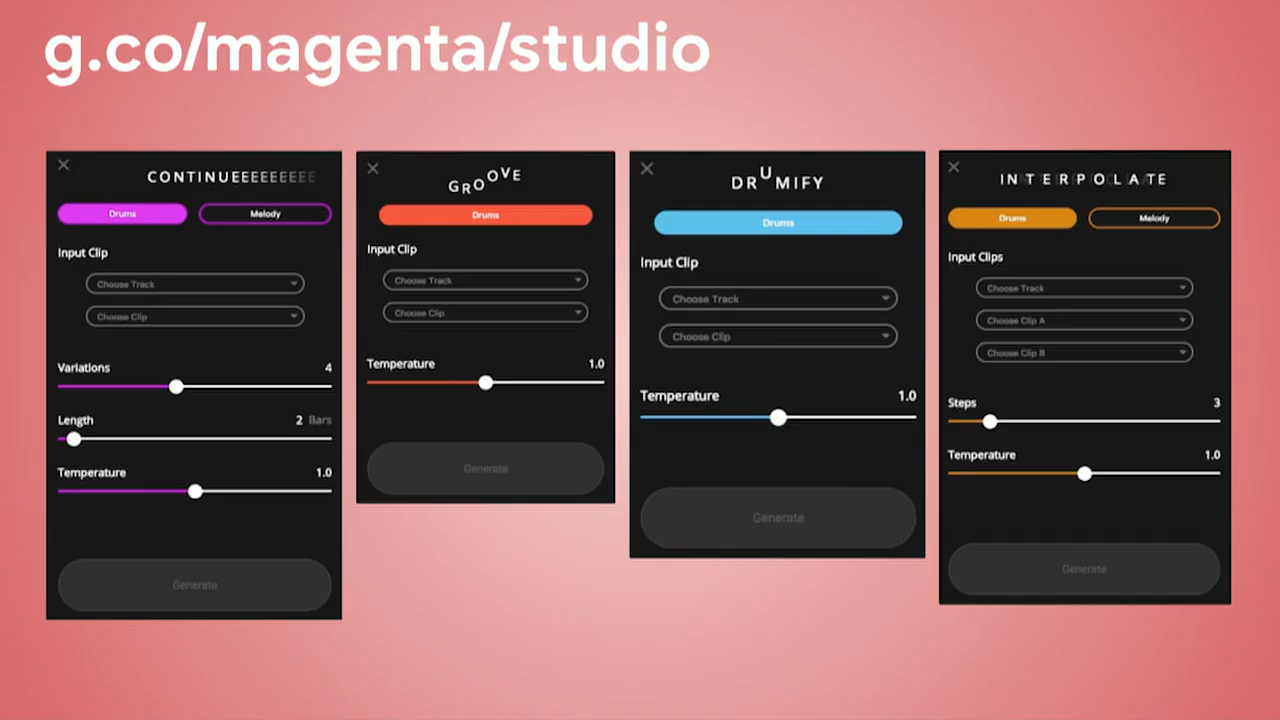 g.co/magenta/studio
CONTINUEEEEEEEEE
Drums Melody
Input Clip
Choose Track
Choose Clip
Variations 4
Length 2 Bars
Temperature 1.0
Generate
GROOVE
Drums
Input Clip
Choose Track
Choose Clip
Temperature 1.0
Generate
DRUMIFY
Drums
Input Clip
Choose Track
Choose Clip
Temperature 1.0
Generate
INTERPOLATE
Drums Melody
Input Clips
Choose Track
Choose Clip A
Choose Clip B
Steps 3
Temperature 1.0
Generate